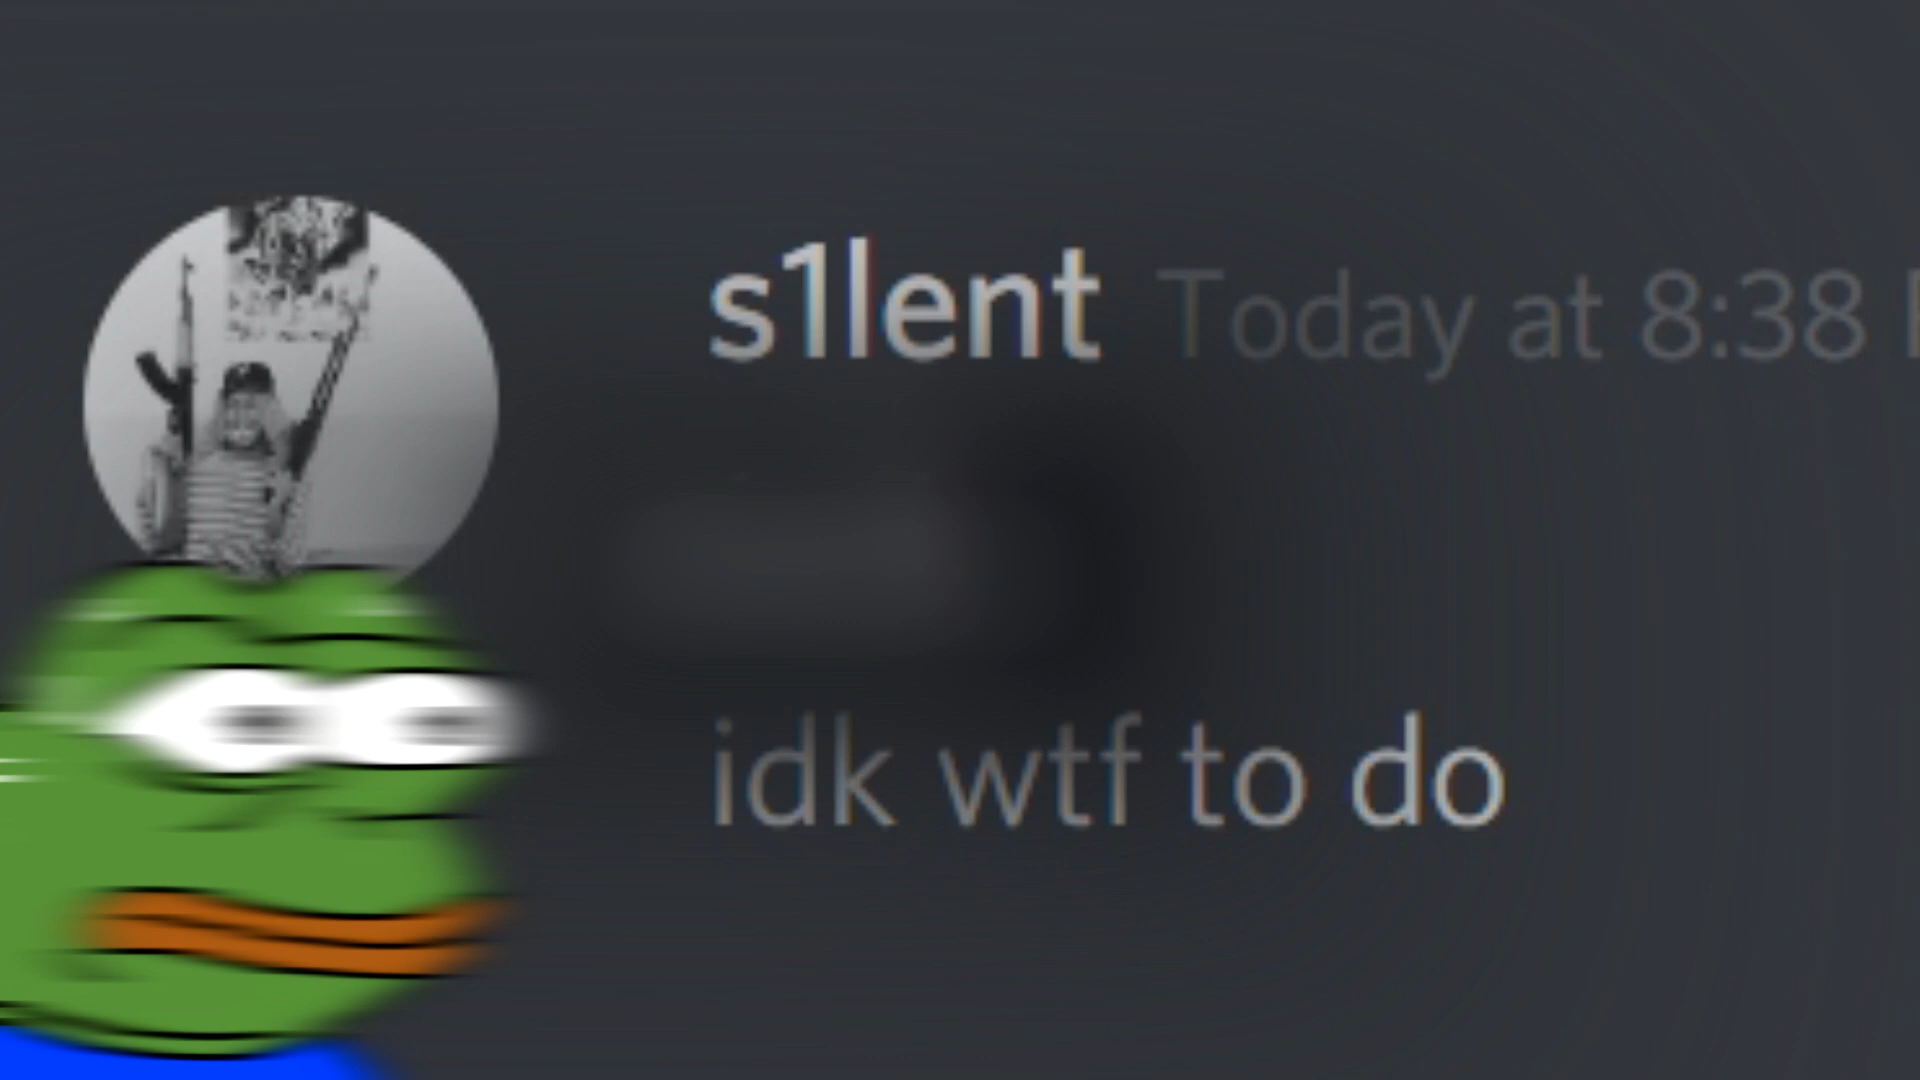 s1lent Today at 8:38
idk wtf to do